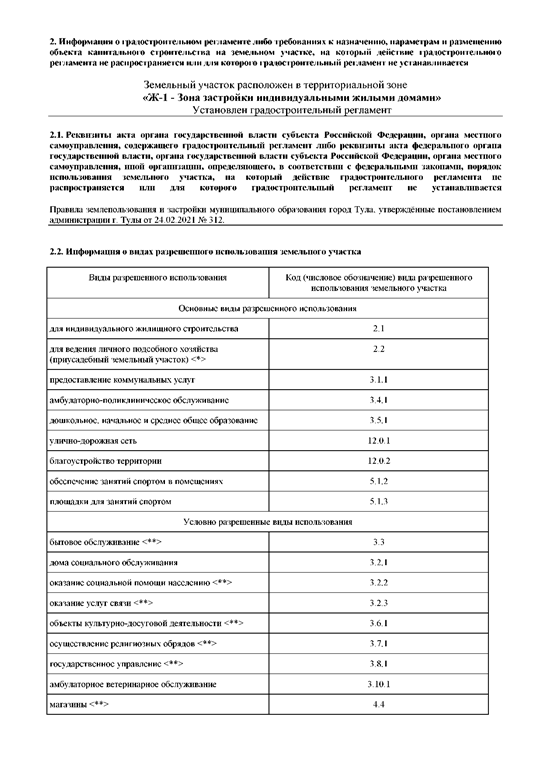 2. Информация о градостроительном регламенте либо требованиях к назначению, параметрам и размещению
объекта капитального строительства на земельном участке, на который действие градостроительного
регламента не распространяется или для которого градостроительный регламент не устанавливается
Земельный участок расположен в территориальной зоне
«Ж-1 - Зона застройки индивидуальными жилыми домами»
Установлен градостроительный регламент
2.1. Реквизиты акта органа государственной власти субъекта Российской Федерации, органа местного
самоуправления, содержащего градостроительный регламент либо реквизиты акта федерального органа
государственной власти, органа государственной власти субъекта Российской Федерации, органа местного
самоуправления, иной организации, определяющего, в соответствии с федеральными законами, порядок
использования земельного участка, на который действие градостроительного регламента не
распространяется или для которого градостроительный регламент не устанавливается
Правила землепользования и застройки муниципального образования город Тула, утверждённые постановлением
администрации г. Тулы от 24.02.2021 № 312.
2.2. Информация о видах разрешенного использования земельного участка
Виды разрешенного использования
Код (числовое обозначение) вида разрешенного
использования земельного участка
Основные виды разрешенного использования
для индивидуального жилищного строительства 2.1
для ведения личного подсобного хозяйства
(приусадебный земельный участок) <*> 2.2
предоставление коммунальных услуг 3.1.1
амбулаторно-поликлиническое обслуживание 3.4.1
дошкольное, начальное и среднее общее образование 3.5.1
улично-дорожная сеть 12.0.1
благоустройство территории 12.0.2
обеспечение занятий спортом в помещениях 5.1.2
площадки для занятий спортом 5.1.3
Условно разрешенные виды использования
бытовое обслуживание <**> 3.3
дома социального обслуживания 3.2.1
оказание социальной помощи населению <**> 3.2.2
оказание услуг связи <**> 3.2.3
объекты культурно-досуговой деятельности <**> 3.6.1
осуществление религиозных обрядов <**> 3.7.1
государственное управление <**> 3.8.1
амбулаторное ветеринарное обслуживание 3.10.1
магазины <**> 4.4